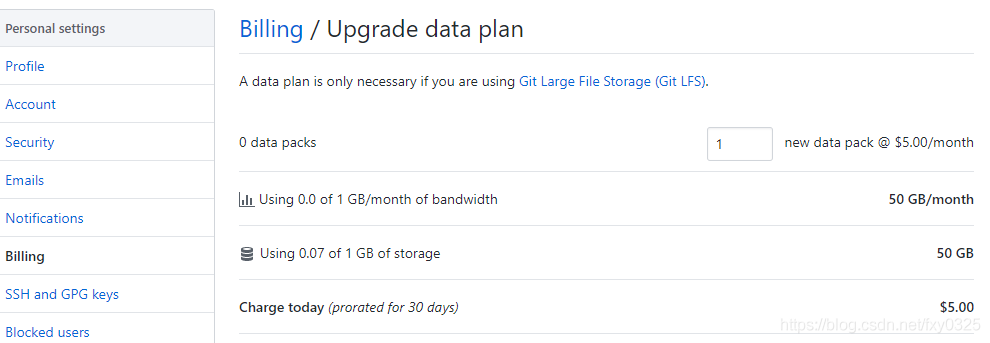 Personal settings
Profile
Account
Security
Emails
Notifications
Billing
SSH and GPG keys
Blocked users
Billing / Upgrade data plan
A data plan is only necessary if you are using Git Large File Storage (Git LFS).
0 data packs 1 new data pack @ $5.00/month
Using 0.0 of 1 GB/month of bandwidth 50 GB/month
Using 0.07 of 1 GB of storage 50 GB
Charge today (prorated for 30 days) $5.00
https://blog.csdn.net/fxy0325